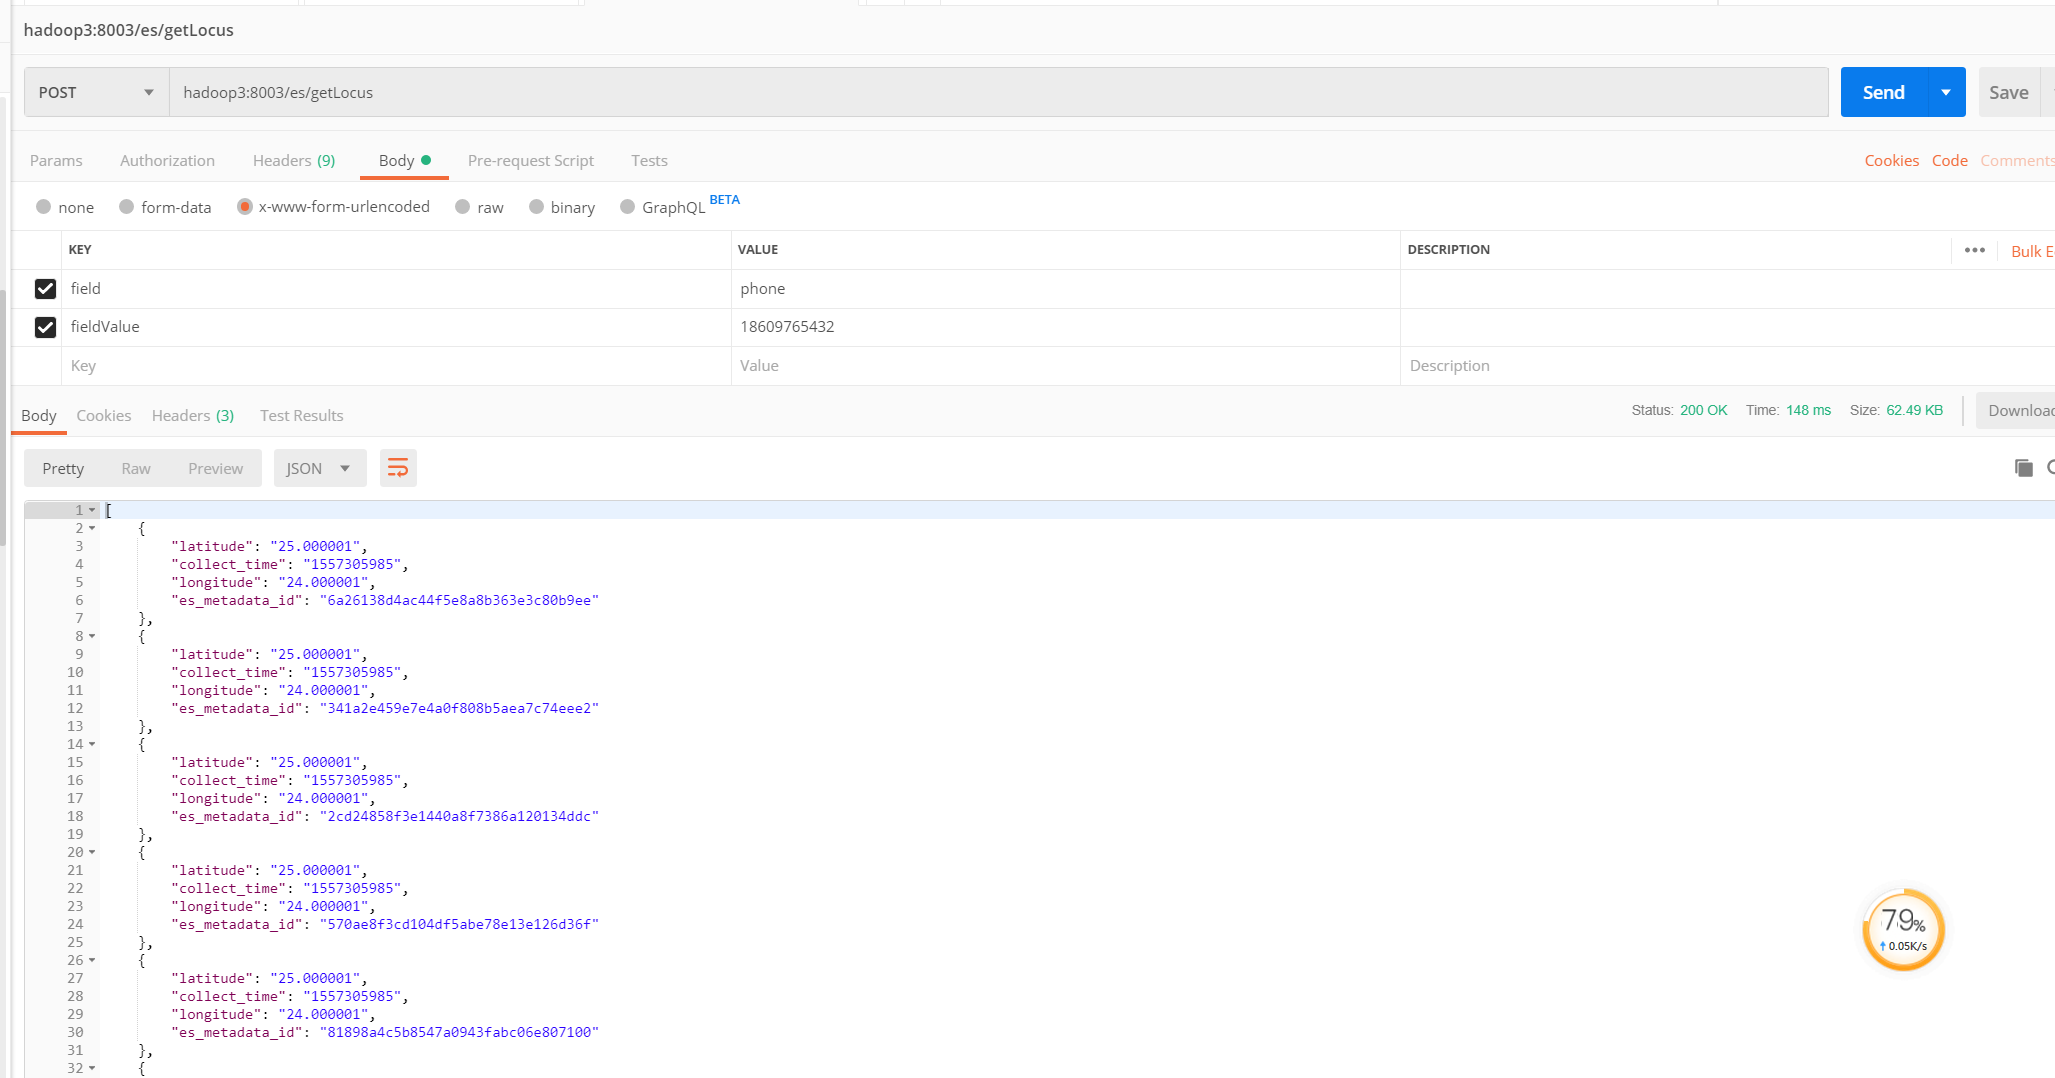 hadoop3:8003/es/getLocus
POST hadoop3:8003/es/getLocus Send Save
Params Authorization Headers (9) Body Pre-request Script Tests Cookies Code Comments
none form-data x-www-form-urlencoded raw binary GraphQL BETA
KEY VALUE DESCRIPTION Bulk E
field phone
fieldValue 18609765432
Key Value Description
Body Cookies Headers (3) Test Results Status: 200 OK Time: 148 ms Size: 62.49 KB Download
Pretty Raw Preview JSON
1 [
2 {
3 "latitude": "25.000001",
4 "collect_time": "1557305985",
5 "longitude": "24.000001",
6 "es_metadata_id": "6a26138d4ac44f5e8a8b363e3c80b9ee"
7 },
8 {
9 "latitude": "25.000001",
10 "collect_time": "1557305985",
11 "longitude": "24.000001",
12 "es_metadata_id": "341a2e459e7e4a0f808b5aea7c74eee2"
13 },
14 {
15 "latitude": "25.000001",
16 "collect_time": "1557305985",
17 "longitude": "24.000001",
18 "es_metadata_id": "2cd24858f3e1440a8f7386a120134ddc"
19 },
20 {
21 "latitude": "25.000001",
22 "collect_time": "1557305985",
23 "longitude": "24.000001",
24 "es_metadata_id": "570ae8f3cd104df5abe78e13e126d36f"
25 },
26 {
27 "latitude": "25.000001",
28 "collect_time": "1557305985",
29 "longitude": "24.000001",
30 "es_metadata_id": "81898a4c5b8547a0943fabc06e807100"
31 },
32 {
79%
0.05K/s